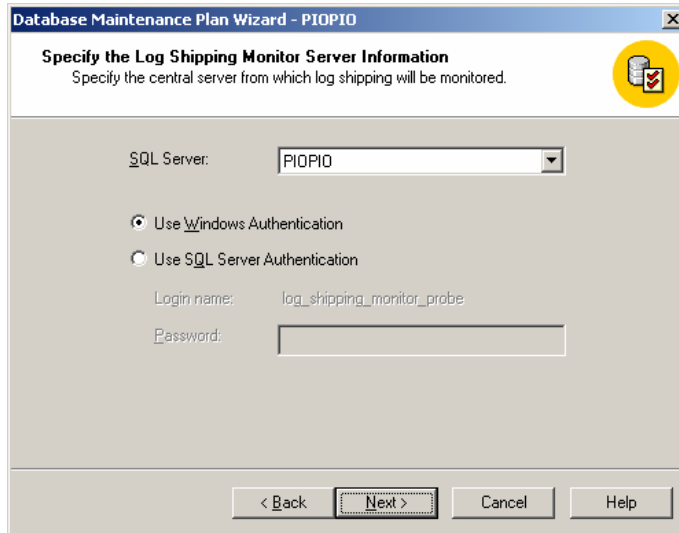 Database Maintenance Plan Wizard - PIOPIO
Specify the Log Shipping Monitor Server Information
Specify the central server from which log shipping will be monitored.
SQL Server: PIOPIO
Use Windows Authentication
Use SQL Server Authentication
Login name: log_shipping_monitor_probe
Password:
< Back Next > Cancel Help